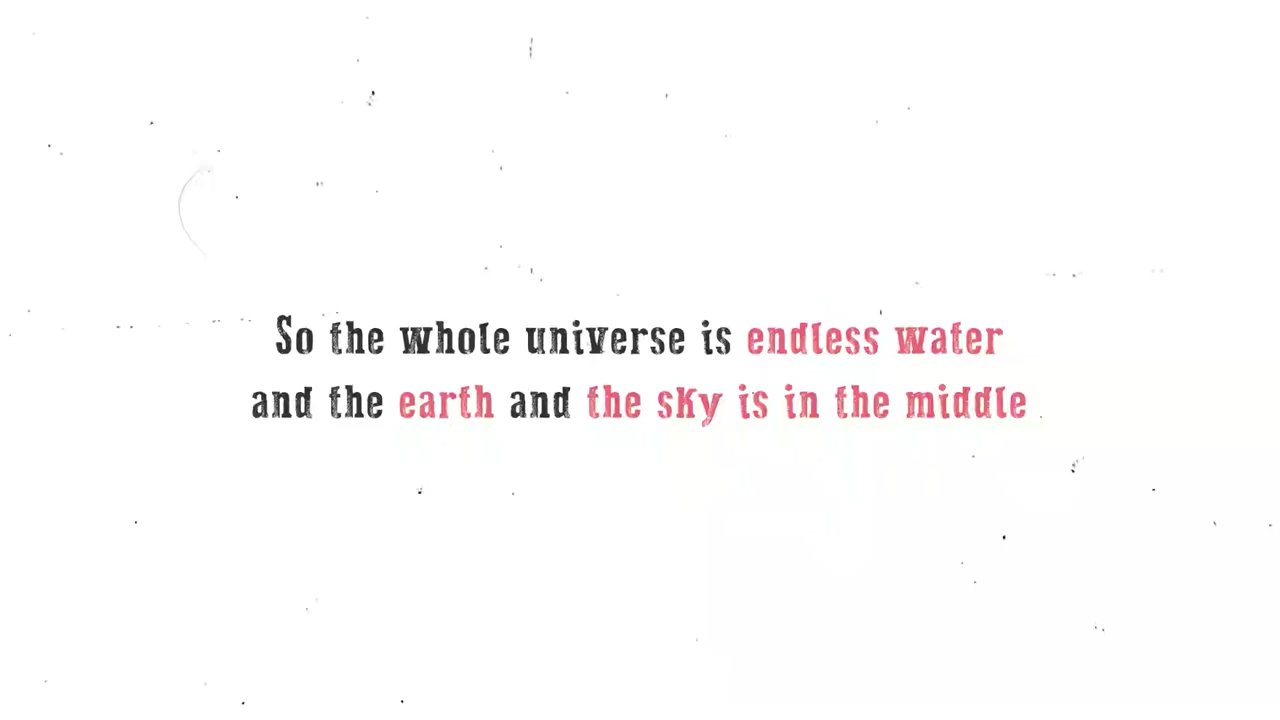 So the whole universe is endless water
and the earth and the sky is in the middle